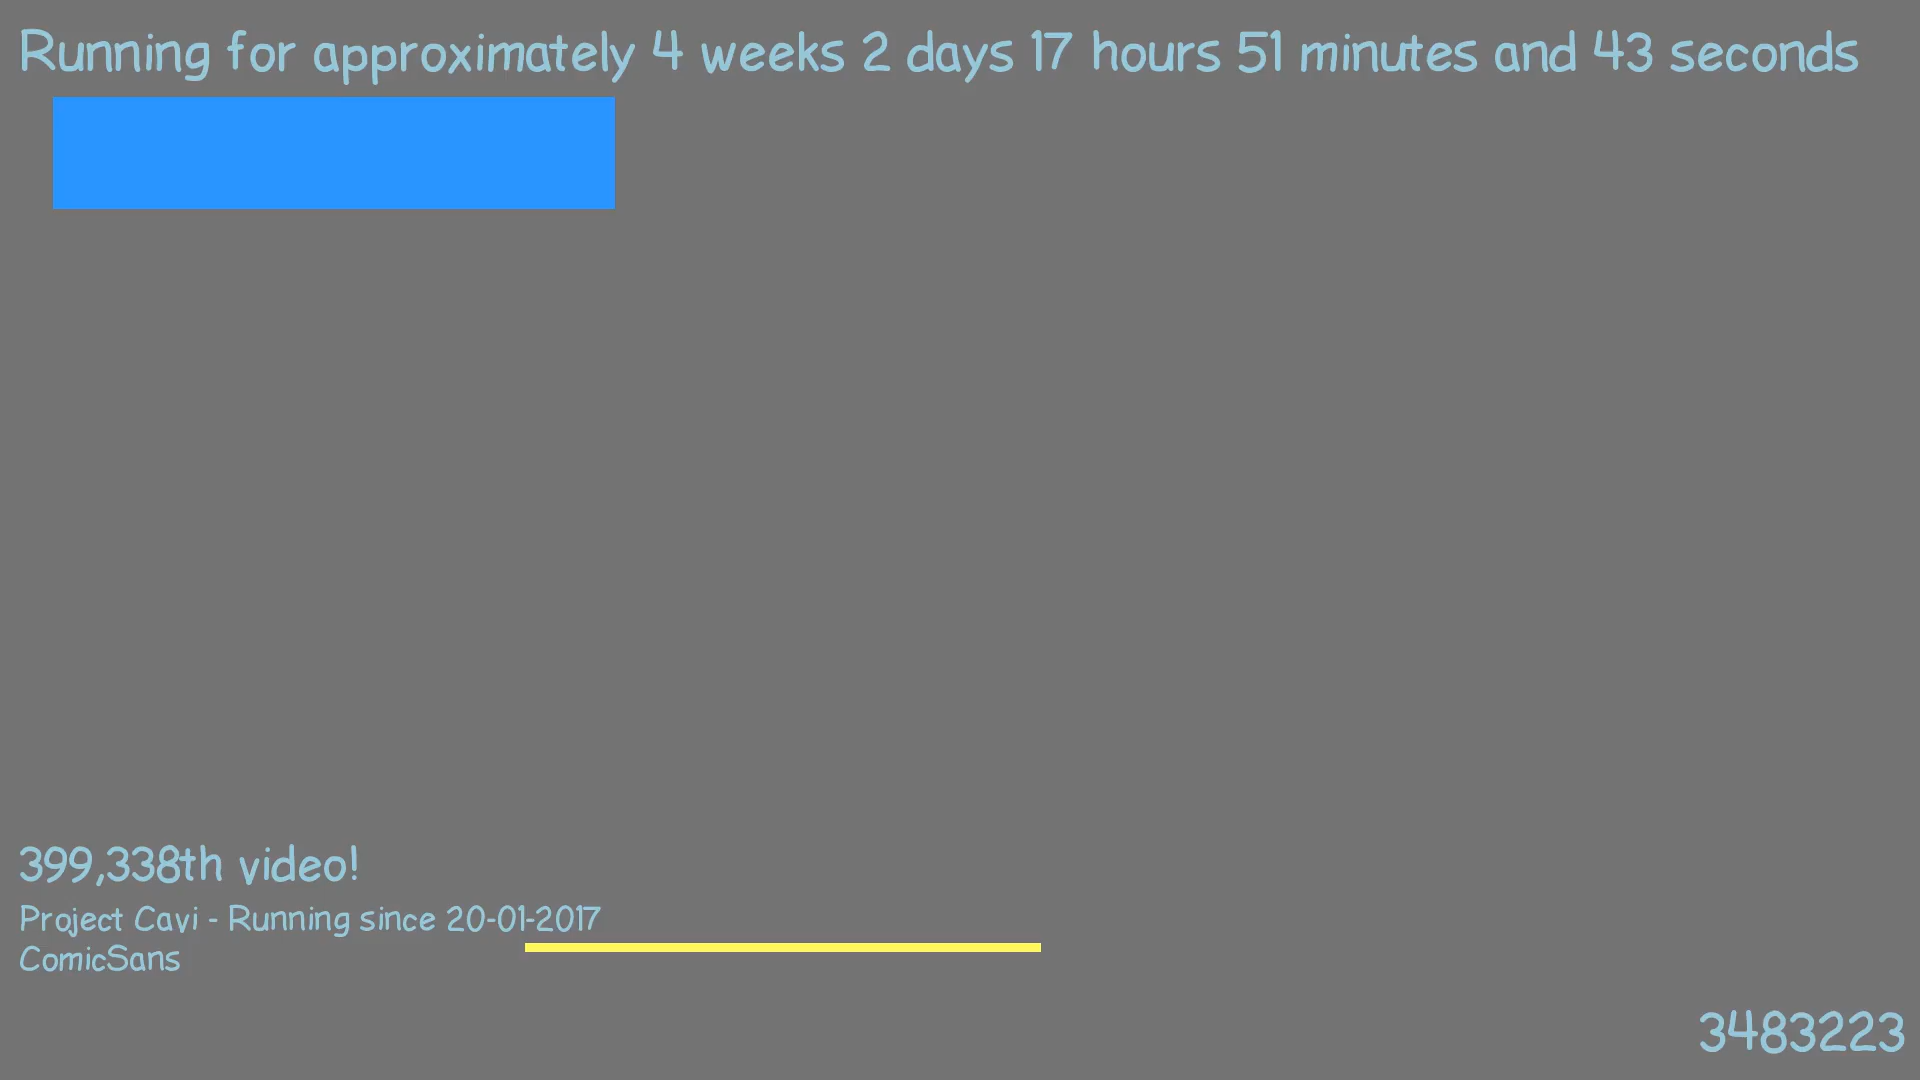 Running for approximately 4 weeks 2 days 17 hours 51 minutes and 43 seconds
399,338th video!
Project Cavi - Running since 20-01-2017
ComicSans
3483223